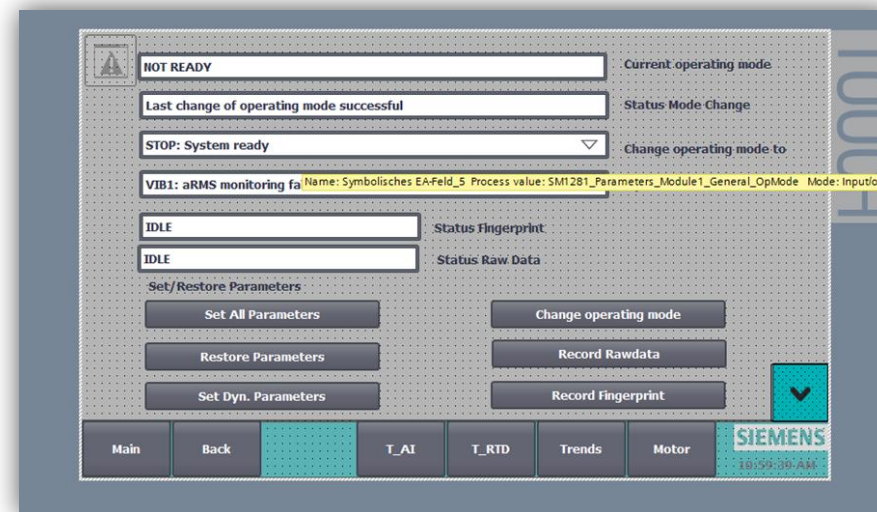 NOT READY
Current operating mode
Last change of operating mode successful
Status Mode Change
STOP: System ready
Change operating mode to
VIB1: aRMS monitoring fa
Name: Symbolisches EA-Feld_5 Process value: SM1281_Parameters_Module1_General_OpMode Mode: Input/o
IDLE
Status Fingerprint
IDLE
Status Raw Data
Set/Restore Parameters
Set All Parameters
Change operating mode
Restore Parameters
Record Rawdata
Set Dyn. Parameters
Record Fingerprint
Main
Back
T_AI
T_RTD
Trends
Motor
SIEMENS
10:59:39 AM
TOUCH